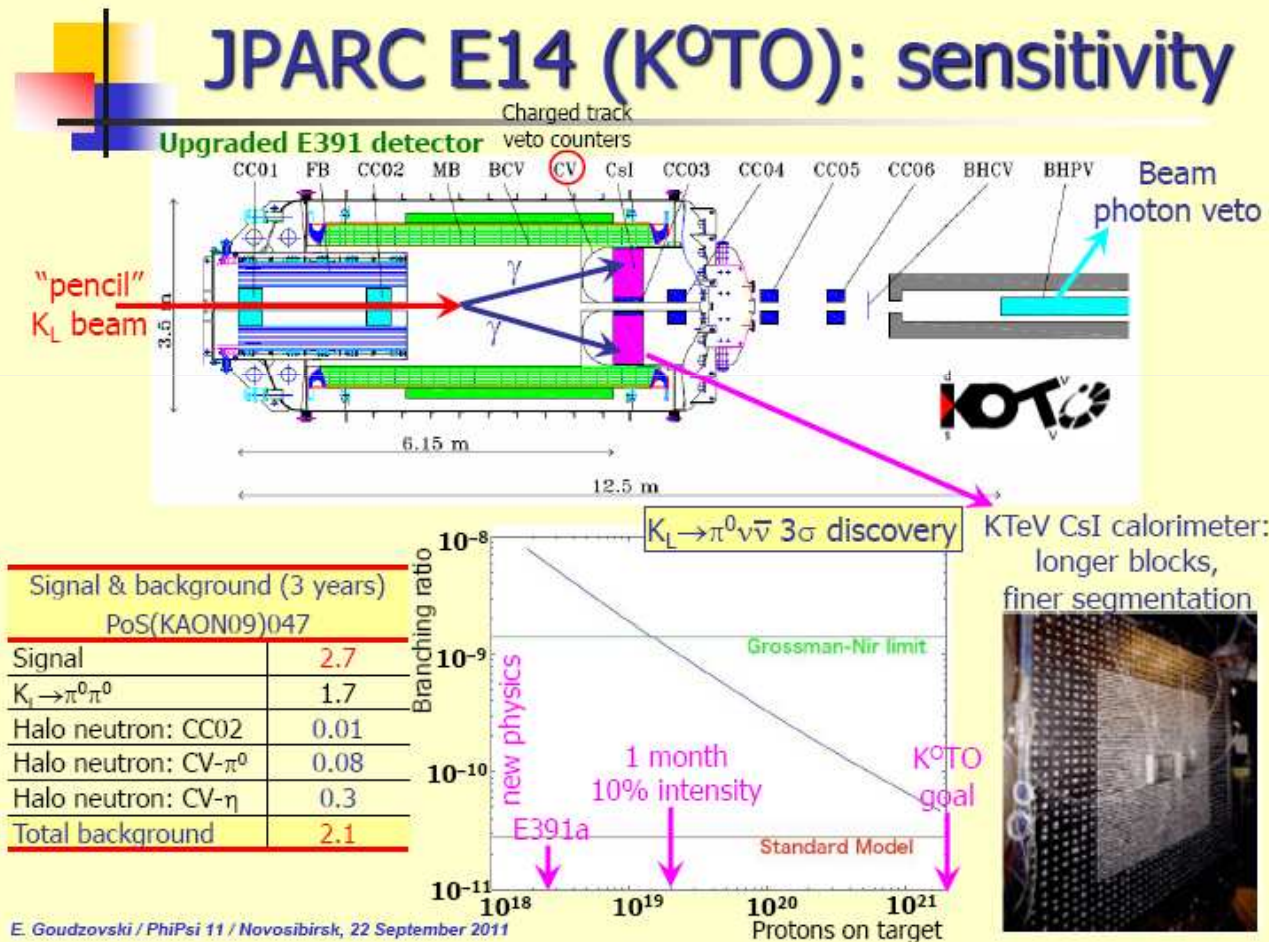 JPARC E14 (KOTO): sensitivity
Upgraded E391 detector
Charged track
veto counters
CC01 FB CC02 MB BCV CV CsI CC03 CC04 CC05 CC06 BHCV BHPV
Beam
photon veto
"pencil"
KL beam
γ
γ
3.5 m
6.15 m
12.5 m
d
KOTO
s
ν
ν
KL→π0νν̅ 3σ discovery
KTeV CsI calorimeter:
longer blocks,
finer segmentation
Signal & background (3 years)
PoS(KAON09)047
Signal 2.7
KL→π0π0 1.7
Halo neutron: CC02 0.01
Halo neutron: CV-π0 0.08
Halo neutron: CV-η 0.3
Total background 2.1
Branching ratio
10-8
10-9
10-10
10-11
Grossman-Nir limit
new physics
1 month
10% intensity
KOTO
goal
E391a
Standard Model
1018 1019 1020 1021
Protons on target
E. Goudzovski / PhiPsi 11 / Novosibirsk, 22 September 2011